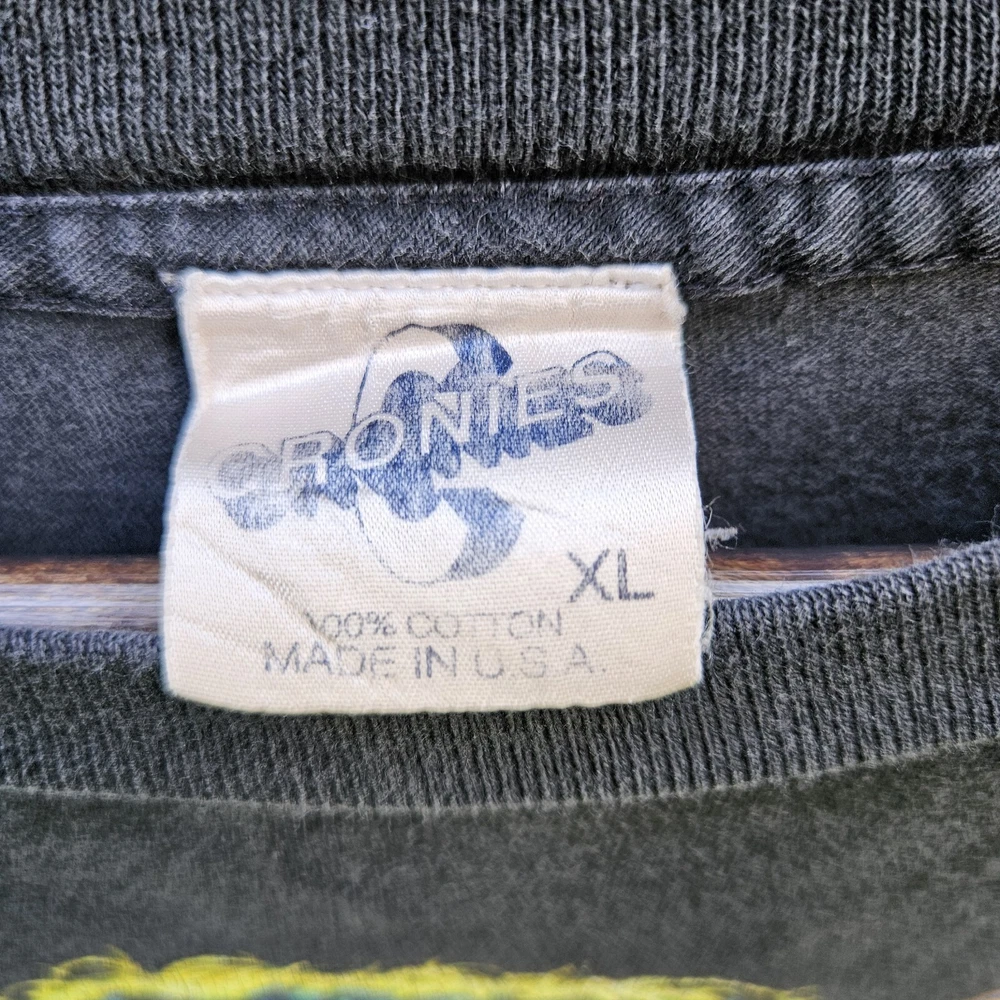 CRONIES
XL
100% COTTON
MADE IN U.S.A.